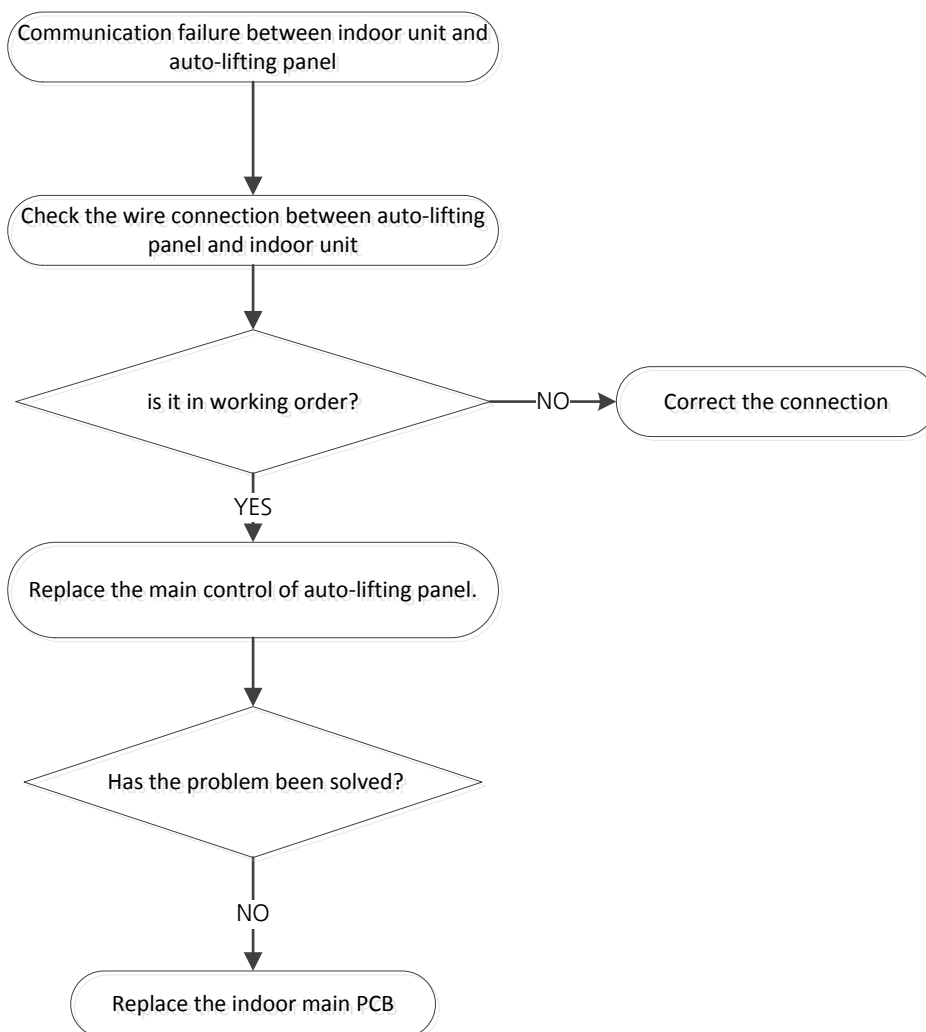 Communication failure between indoor unit and
auto-lifting panel
Check the wire connection between auto-lifting
panel and indoor unit
is it in working order?
NO
Correct the connection
YES
Replace the main control of auto-lifting panel.
Has the problem been solved?
NO
Replace the indoor main PCB